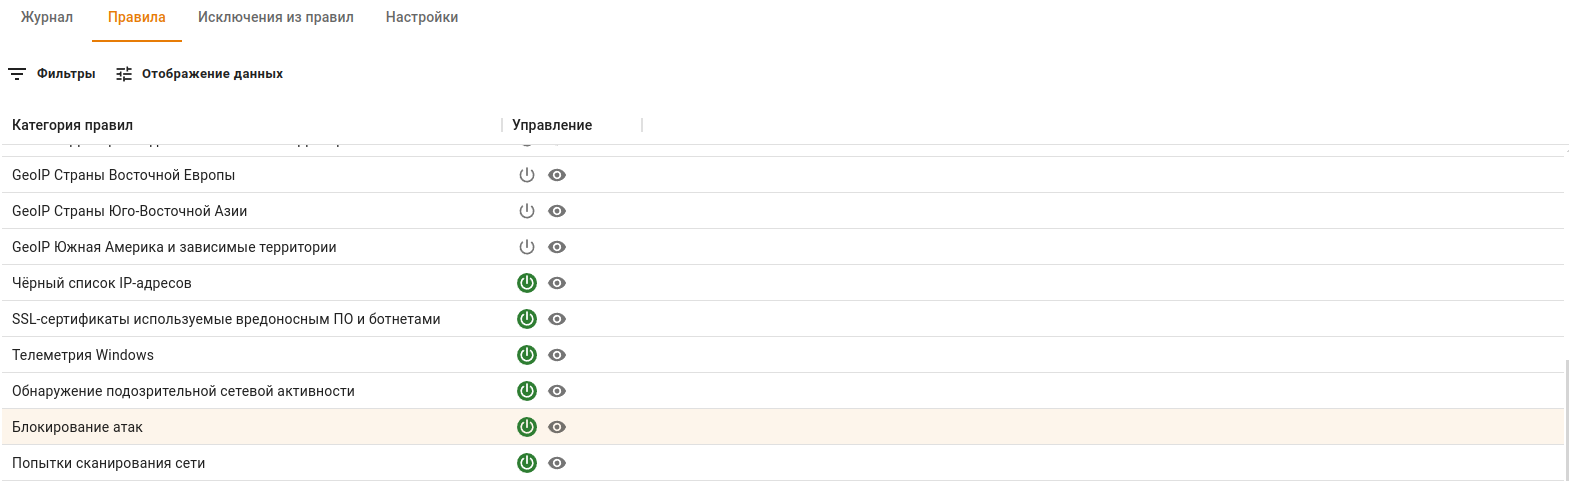 Журнал Правила Исключения из правил Настройки
Фильтры Отображение данных
Категория правил Управление
GeoIP Страны Восточной Европы
GeoIP Страны Юго-Восточной Азии
GeoIP Южная Америка и зависимые территории
Чёрный список IP-адресов
SSL-сертификаты используемые вредоносным ПО и ботнетами
Телеметрия Windows
Обнаружение подозрительной сетевой активности
Блокирование атак
Попытки сканирования сети